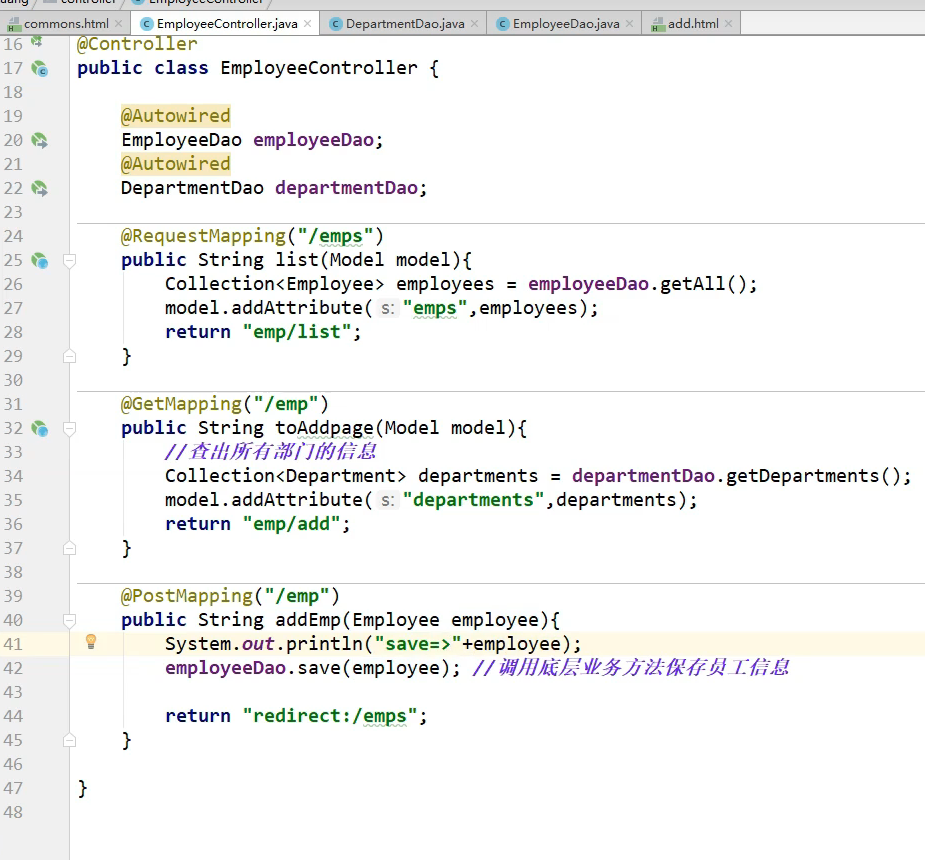 commons.html × EmployeeController.java × DepartmentDao.java × EmployeeDao.java × add.html ×
16 @Controller
17 public class EmployeeController {
18
19 @Autowired
20 EmployeeDao employeeDao;
21 @Autowired
22 DepartmentDao departmentDao;
23
24 @RequestMapping("/emps")
25 public String list(Model model){
26 Collection<Employee> employees = employeeDao.getAll();
27 model.addAttribute( s: "emps",employees);
28 return "emp/list";
29 }
30
31 @GetMapping("/emp")
32 public String toAddpage(Model model){
33 //查出所有部门的信息
34 Collection<Department> departments = departmentDao.getDepartments();
35 model.addAttribute( s: "departments",departments);
36 return "emp/add";
37 }
38
39 @PostMapping("/emp")
40 public String addEmp(Employee employee){
41 System.out.println("save=>"+employee);
42 employeeDao.save(employee); //调用底层业务方法保存员工信息
43
44 return "redirect:/emps";
45 }
46
47 }
48